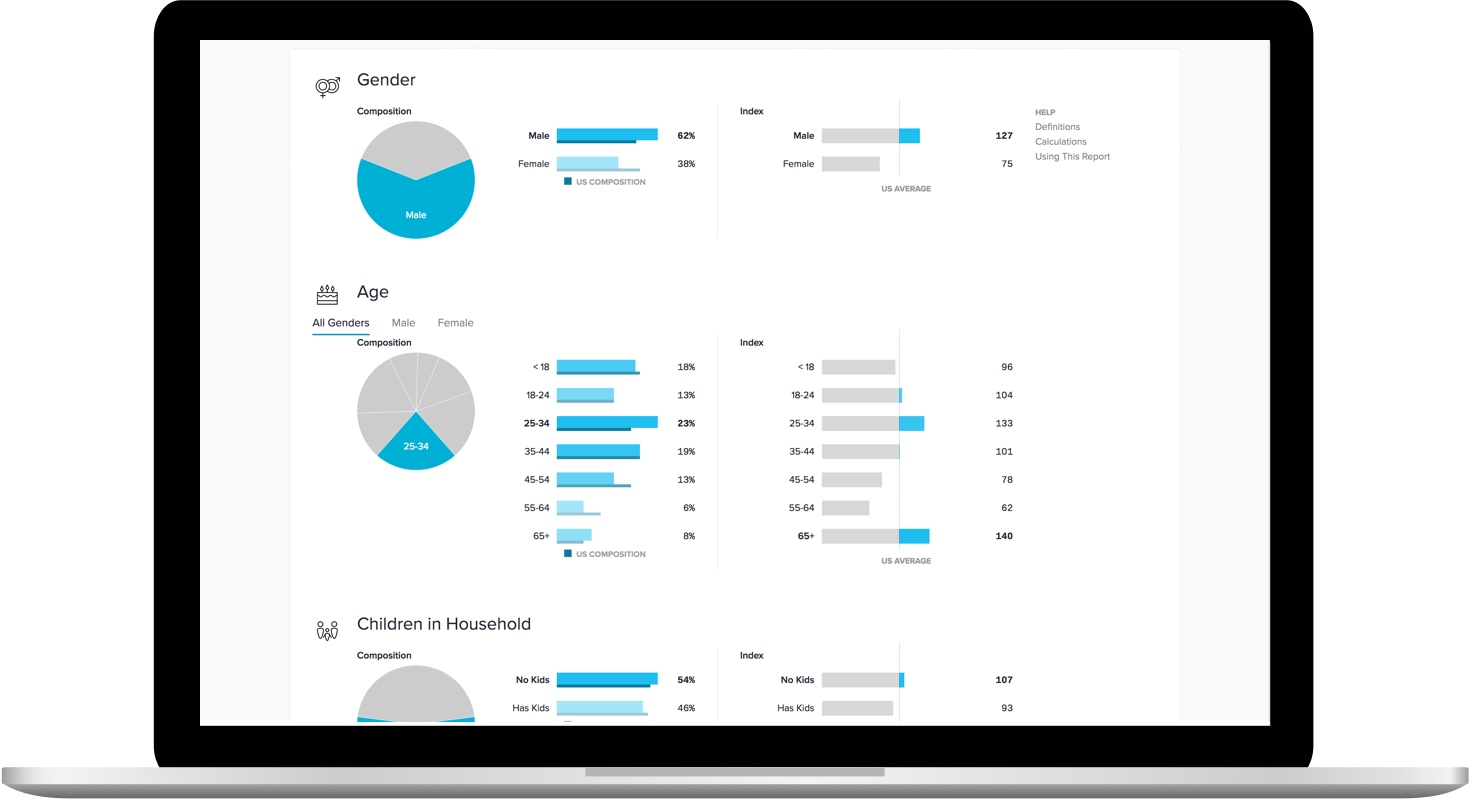 Gender
Composition
Male
Male 62%
Female 38%
US COMPOSITION
Index
Male 127
Female 75
US AVERAGE
HELP
Definitions
Calculations
Using This Report
Age
All Genders Male Female
Composition
25-34
< 18 18%
18-24 13%
25-34 23%
35-44 19%
45-54 13%
55-64 6%
65+ 8%
US COMPOSITION
Index
< 18 96
18-24 104
25-34 133
35-44 101
45-54 78
55-64 62
65+ 140
US AVERAGE
Children in Household
Composition
No Kids 54%
Has Kids 46%
Index
No Kids 107
Has Kids 93